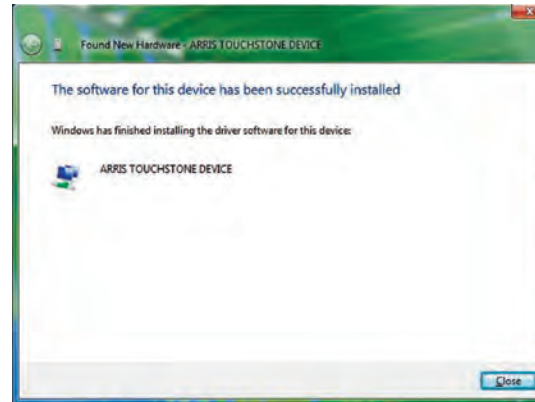 Found New Hardware - ARRIS TOUCHSTONE DEVICE
The software for this device has been successfully installed
Windows has finished installing the driver software for this device:
ARRIS TOUCHSTONE DEVICE
Close